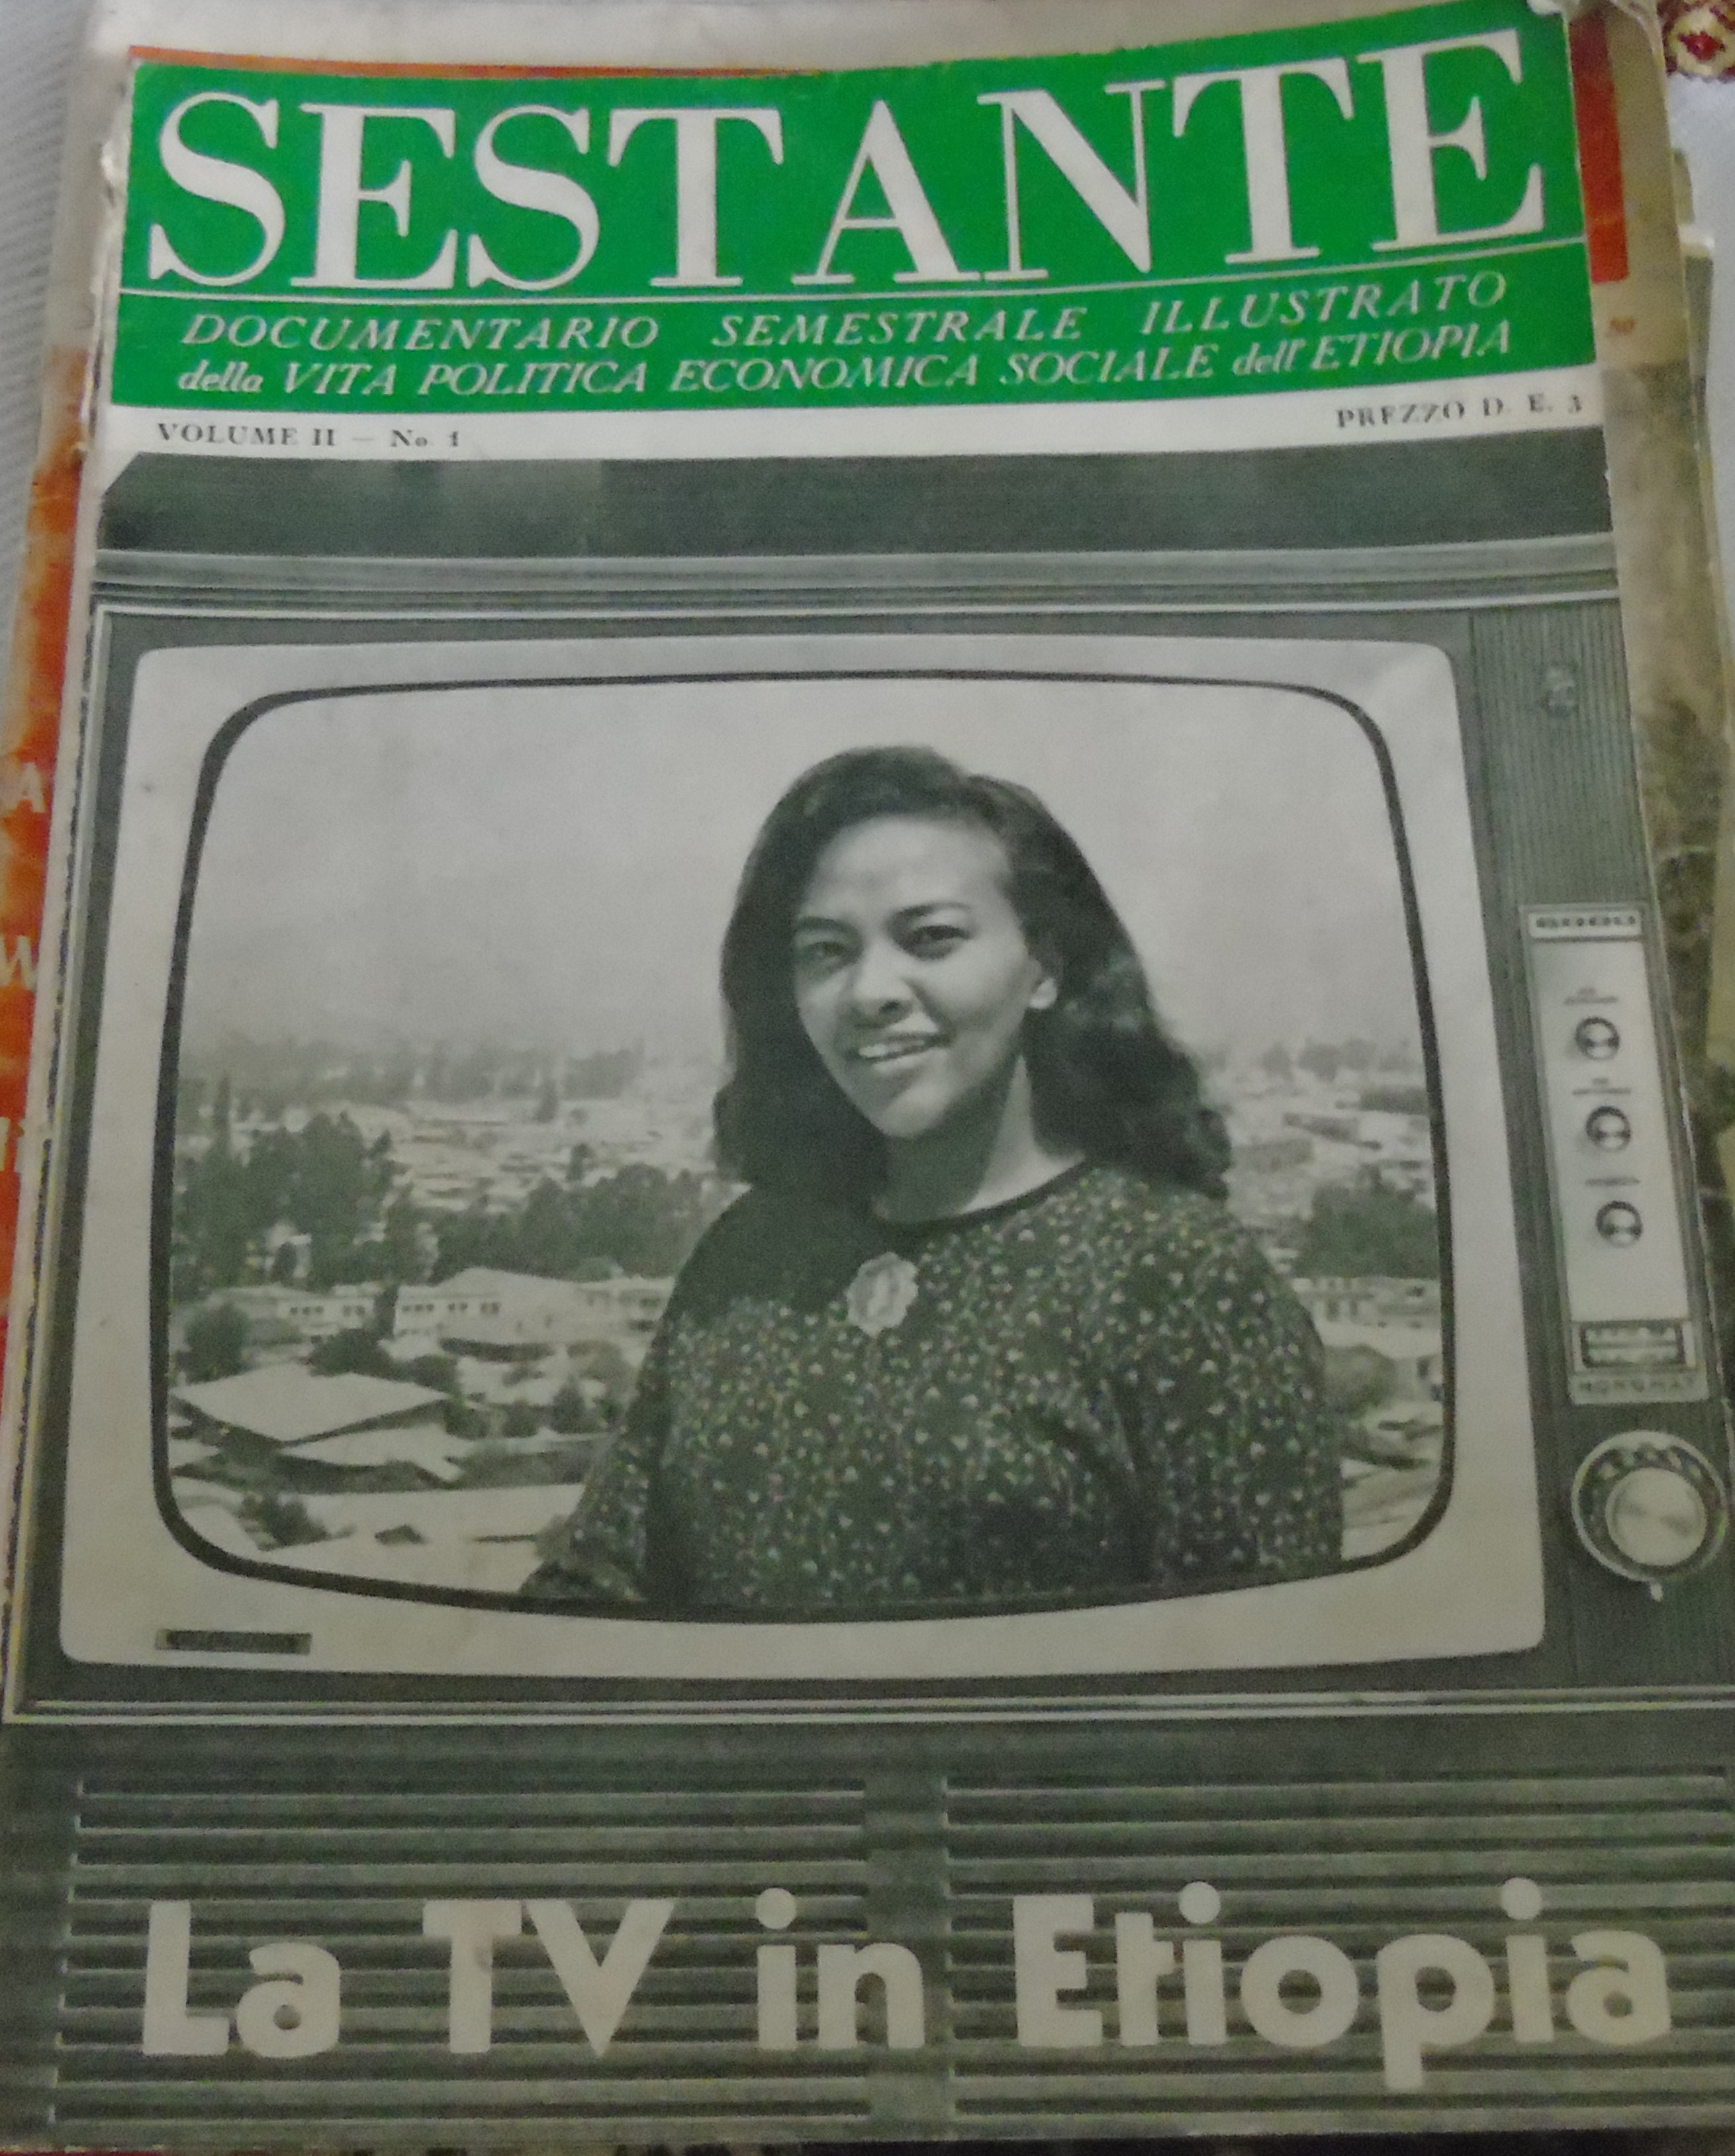 SESTANTE
DOCUMENTARIO SEMESTRALE ILLUSTRATO
della VITA POLITICA ECONOMICA SOCIALE dell'ETIOPIA
VOLUME II — No 1
PREZZO D. E. 3
La TV in Etiopia